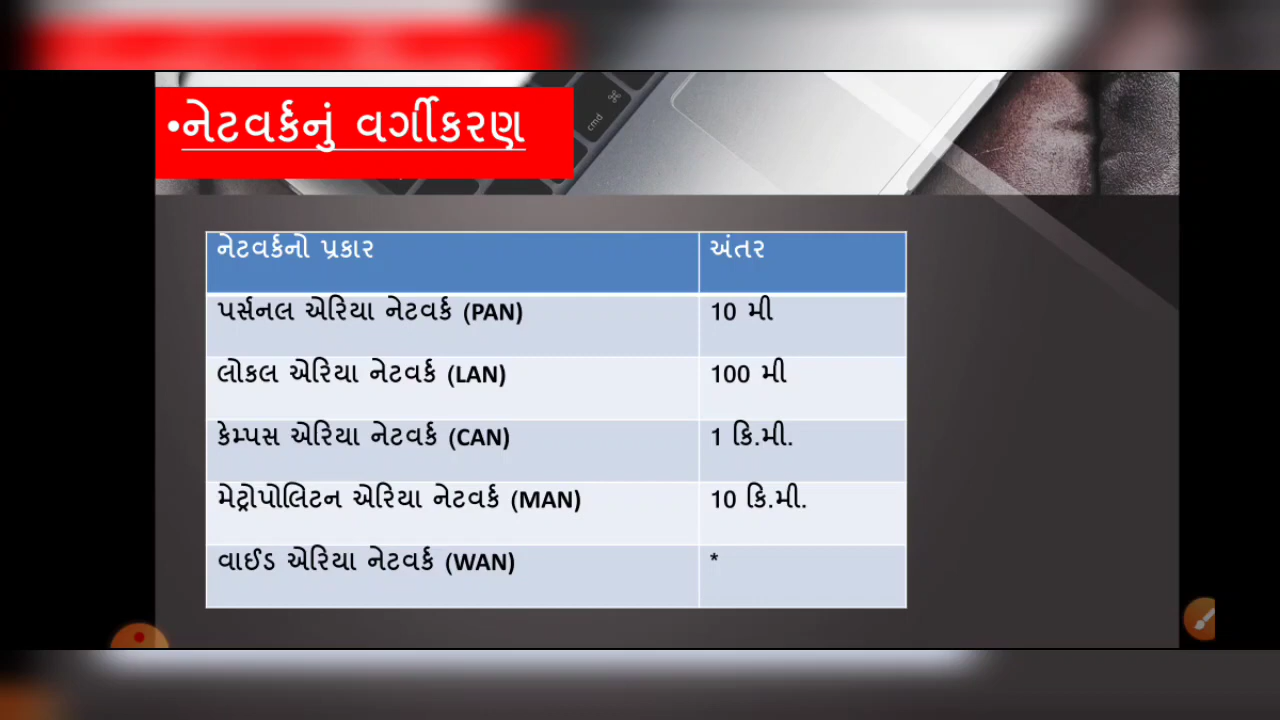 •નેટવર્કનું વર્ગીકરણ
cmd ⌘
નેટવર્કનો પ્રકાર અંતર
પર્સનલ એરિયા નેટવર્ક (PAN) 10 મી
લોકલ એરિયા નેટવર્ક (LAN) 100 મી
કેમ્પસ એરિયા નેટવર્ક (CAN) 1 કિ.મી.
મેટ્રોપોલિટન એરિયા નેટવર્ક (MAN) 10 કિ.મી.
વાઈડ એરિયા નેટવર્ક (WAN) *